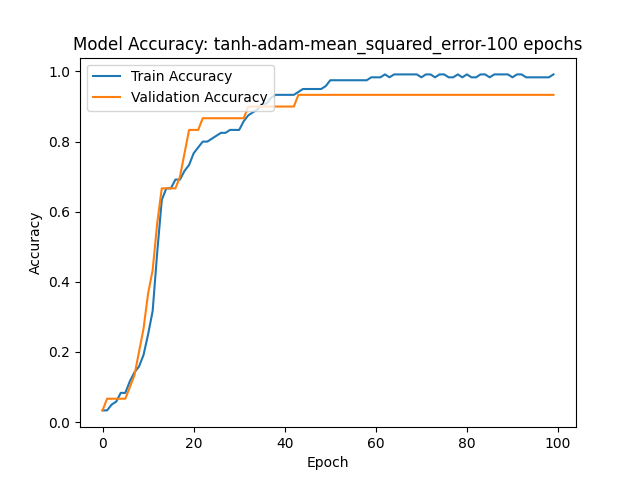 Model Accuracy: tanh-adam-mean_squared_error-100 epochs
Train Accuracy
Validation Accuracy
1.0
0.8
0.6
0.4
0.2
0.0
Accuracy
0 20 40 60 80 100
Epoch